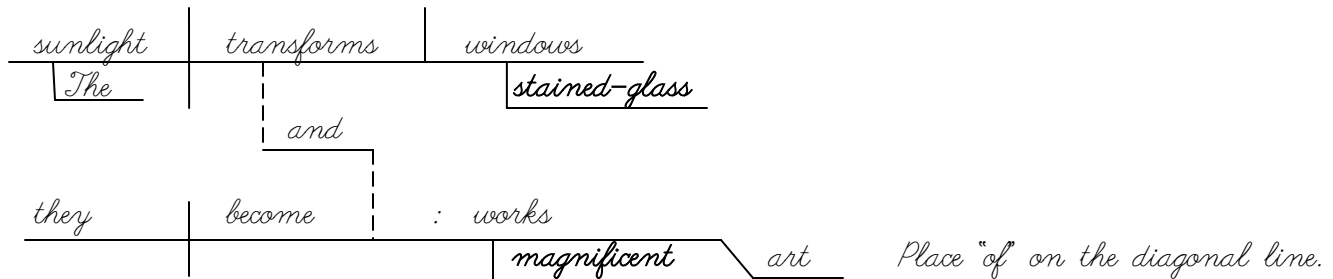 sunlight transforms windows
The stained-glass
and
they become : works
magnificent art Place "of" on the diagonal line.